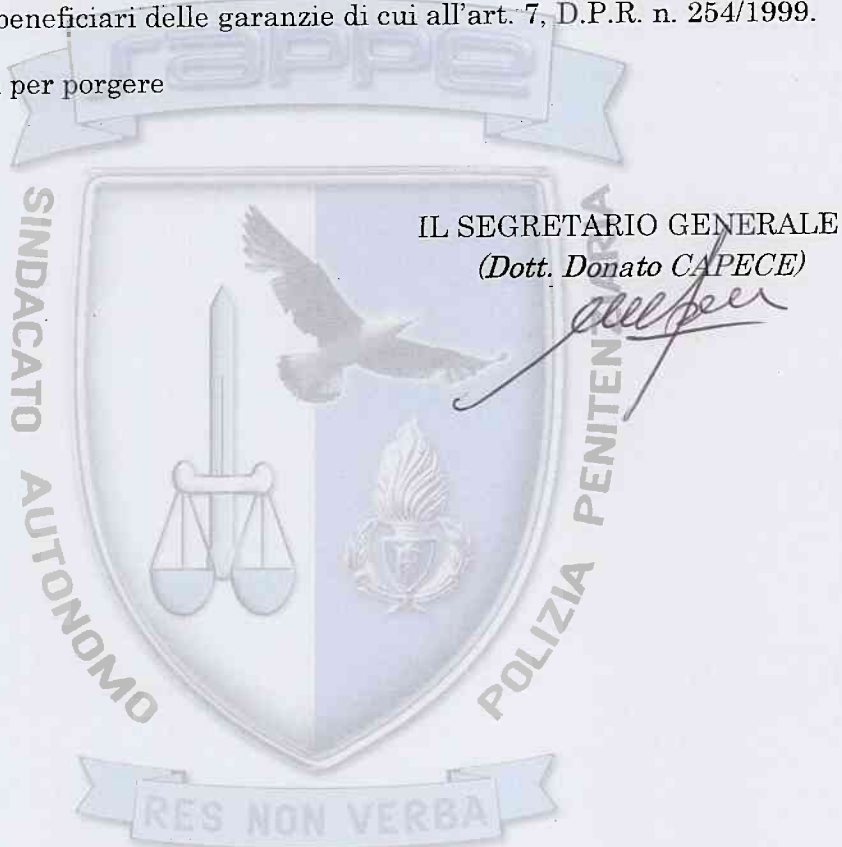 beneficiari delle garanzie di cui all'art. 7, D.P.R. n. 254/1999.
per porgere
sappe
IL SEGRETARIO GENERALE
(Dott. Donato CAPECE)
SINDACATO AUTONOMO
POLIZIA PENITENZIARIA
RES NON VERBA